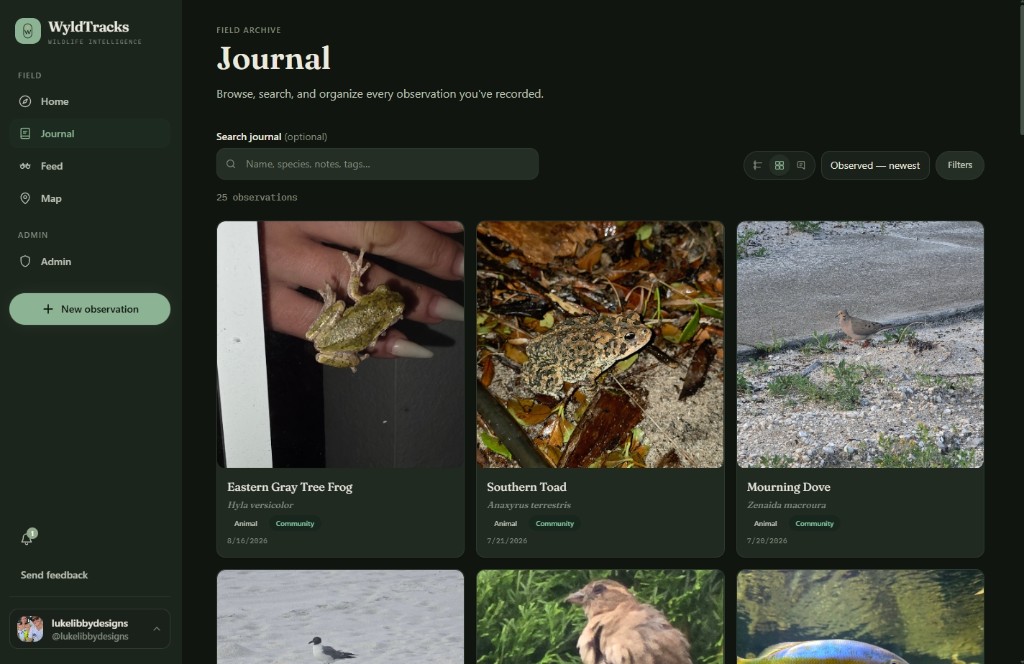 WyldTracks
WILDLIFE INTELLIGENCE
FIELD
Home
Journal
Feed
Map
ADMIN
Admin
New observation
1
Send feedback
lukelibbydesigns
@lukelibbydesigns
FIELD ARCHIVE
Journal
Browse, search, and organize every observation you've recorded.
Search journal (optional)
Name, species, notes, tags...
Observed — newest
Filters
25 observations
Eastern Gray Tree Frog
Hyla versicolor
Animal Community
8/16/2026
Southern Toad
Anaxyrus terrestris
Animal Community
7/21/2026
Mourning Dove
Zenaida macroura
Animal Community
7/20/2026